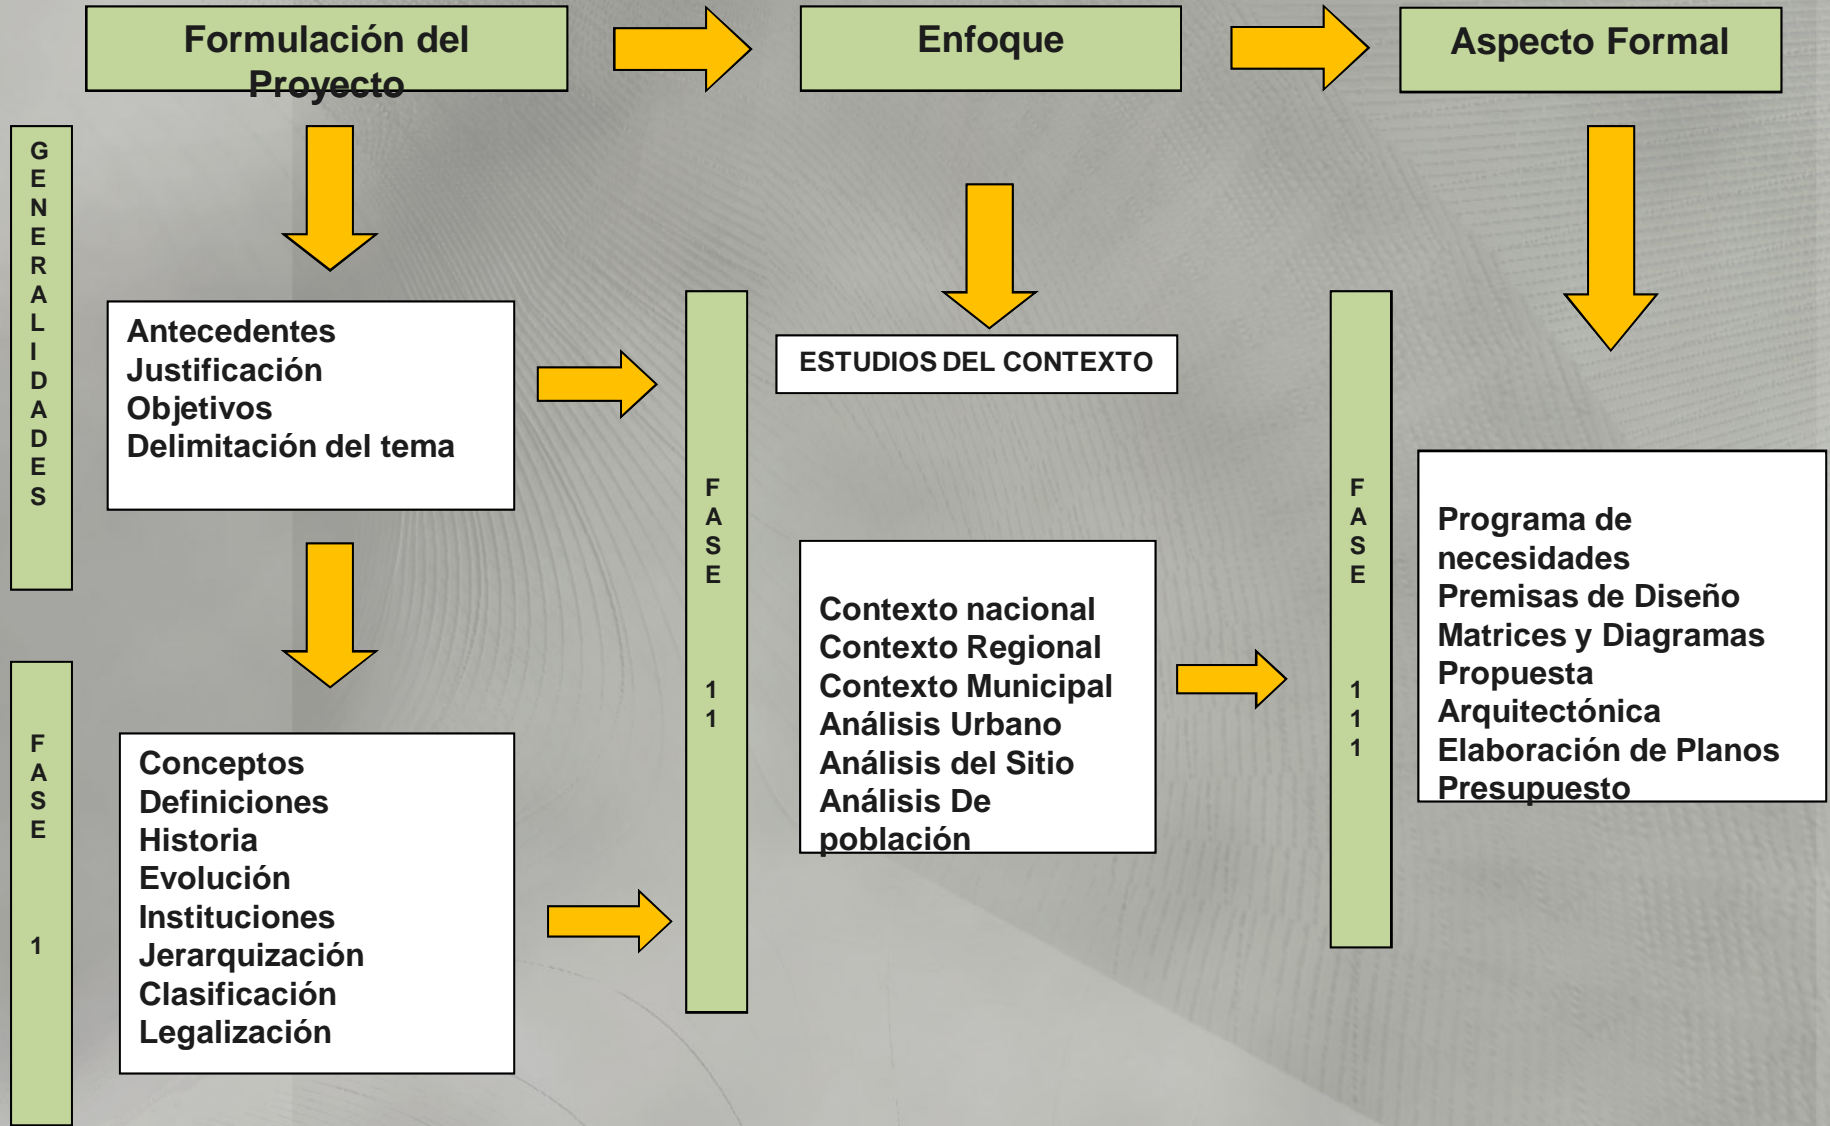 Formulación del
Proyecto
Enfoque
Aspecto Formal
G
E
N
E
R
A
L
I
D
A
D
E
S
Antecedentes
Justificación
Objetivos
Delimitación del tema
F
A
S
E
1
Conceptos
Definiciones
Historia
Evolución
Instituciones
Jerarquización
Clasificación
Legalización
F
A
S
E
1
1
ESTUDIOS DEL CONTEXTO
Contexto nacional
Contexto Regional
Contexto Municipal
Análisis Urbano
Análisis del Sitio
Análisis De
población
F
A
S
E
1
1
1
Programa de
necesidades
Premisas de Diseño
Matrices y Diagramas
Propuesta
Arquitectónica
Elaboración de Planos
Presupuesto